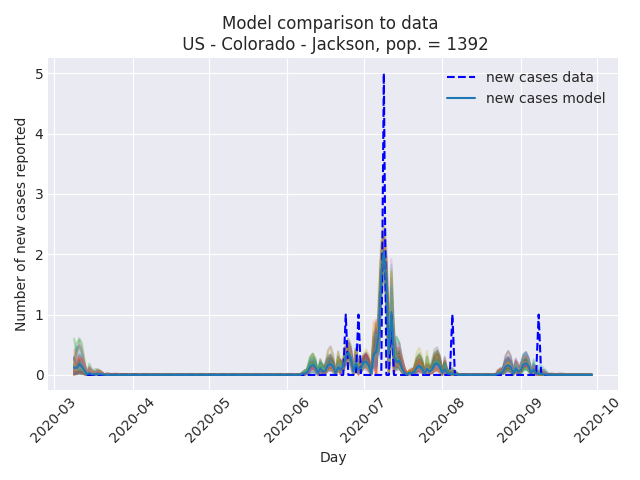 Model comparison to data
US - Colorado - Jackson, pop. = 1392
new cases data
new cases model
Number of new cases reported
5
4
3
2
1
0
2020-03
2020-04
2020-05
2020-06
2020-07
2020-08
2020-09
2020-10
Day